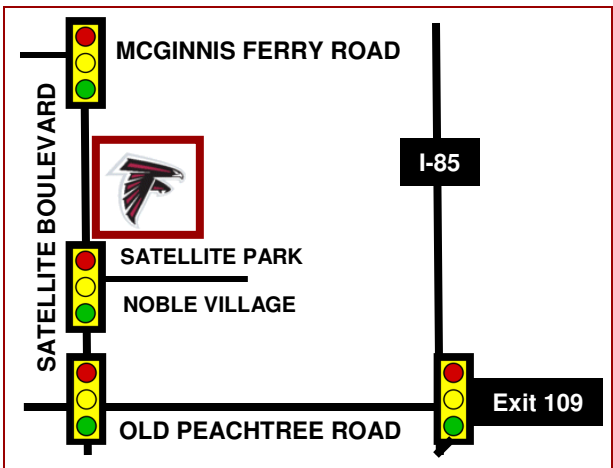 MCGINNIS FERRY ROAD
SATELLITE BOULEVARD
I-85
SATELLITE PARK
NOBLE VILLAGE
Exit 109
OLD PEACHTREE ROAD